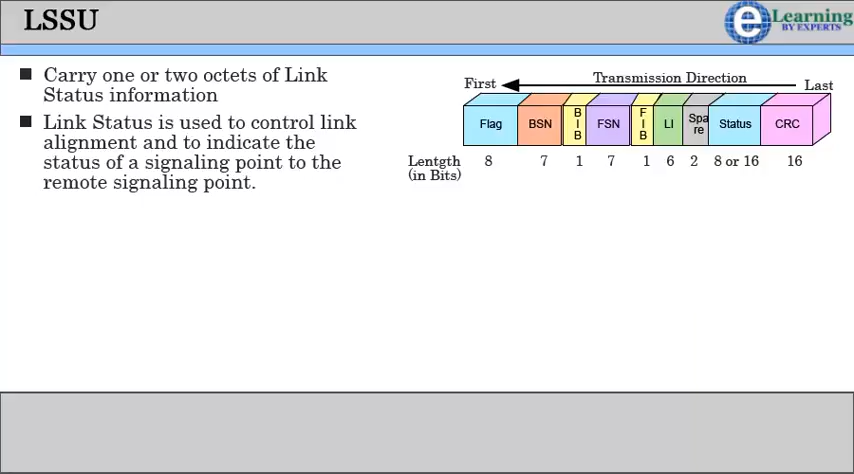 LSSU
eLearning
BY EXPERTS
■ Carry one or two octets of Link
Status information
■ Link Status is used to control link
alignment and to indicate the
status of a signaling point to the
remote signaling point.
First Transmission Direction Last
Flag BSN BIB FSN FIB LI Spare Status CRC
Lentgth 8 7 1 7 1 6 2 8 or 16 16
(in Bits)